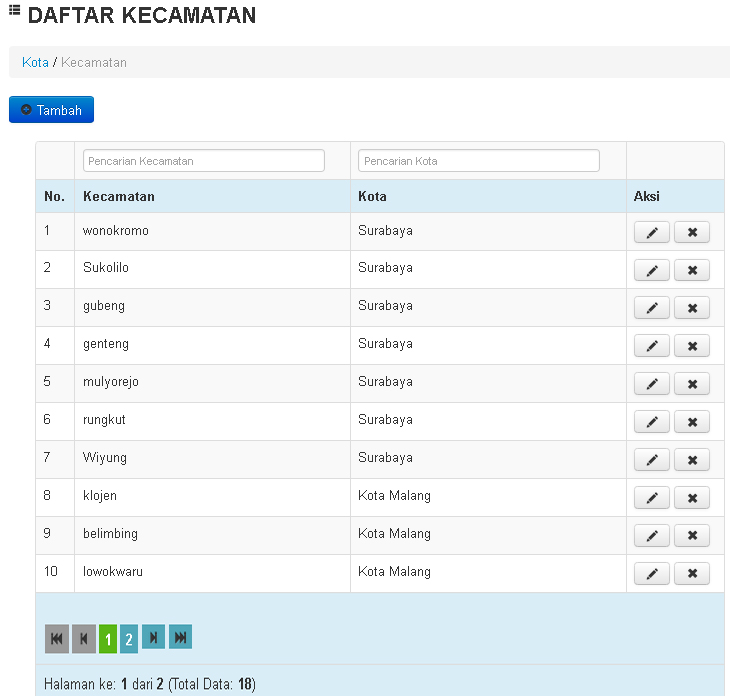 DAFTAR KECAMATAN
Kota / Kecamatan
Tambah
Pencarian Kecamatan Pencarian Kota
No. Kecamatan Kota Aksi
1 wonokromo Surabaya
2 Sukolilo Surabaya
3 gubeng Surabaya
4 genteng Surabaya
5 mulyorejo Surabaya
6 rungkut Surabaya
7 Wiyung Surabaya
8 klojen Kota Malang
9 belimbing Kota Malang
10 lowokwaru Kota Malang
1 2
Halaman ke: 1 dari 2 (Total Data: 18)